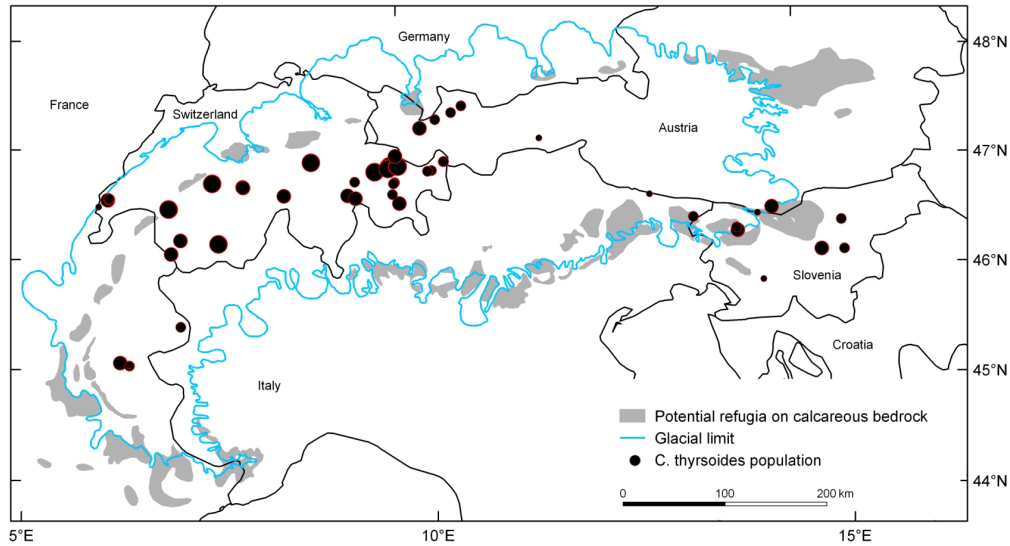 48°N
Germany
France
Switzerland
Austria
47°N
46°N
Slovenia
Croatia
45°N
Italy
Potential refugia on calcareous bedrock
Glacial limit
C. thyrsoides population
44°N
0 100 200 km
5°E 10°E 15°E